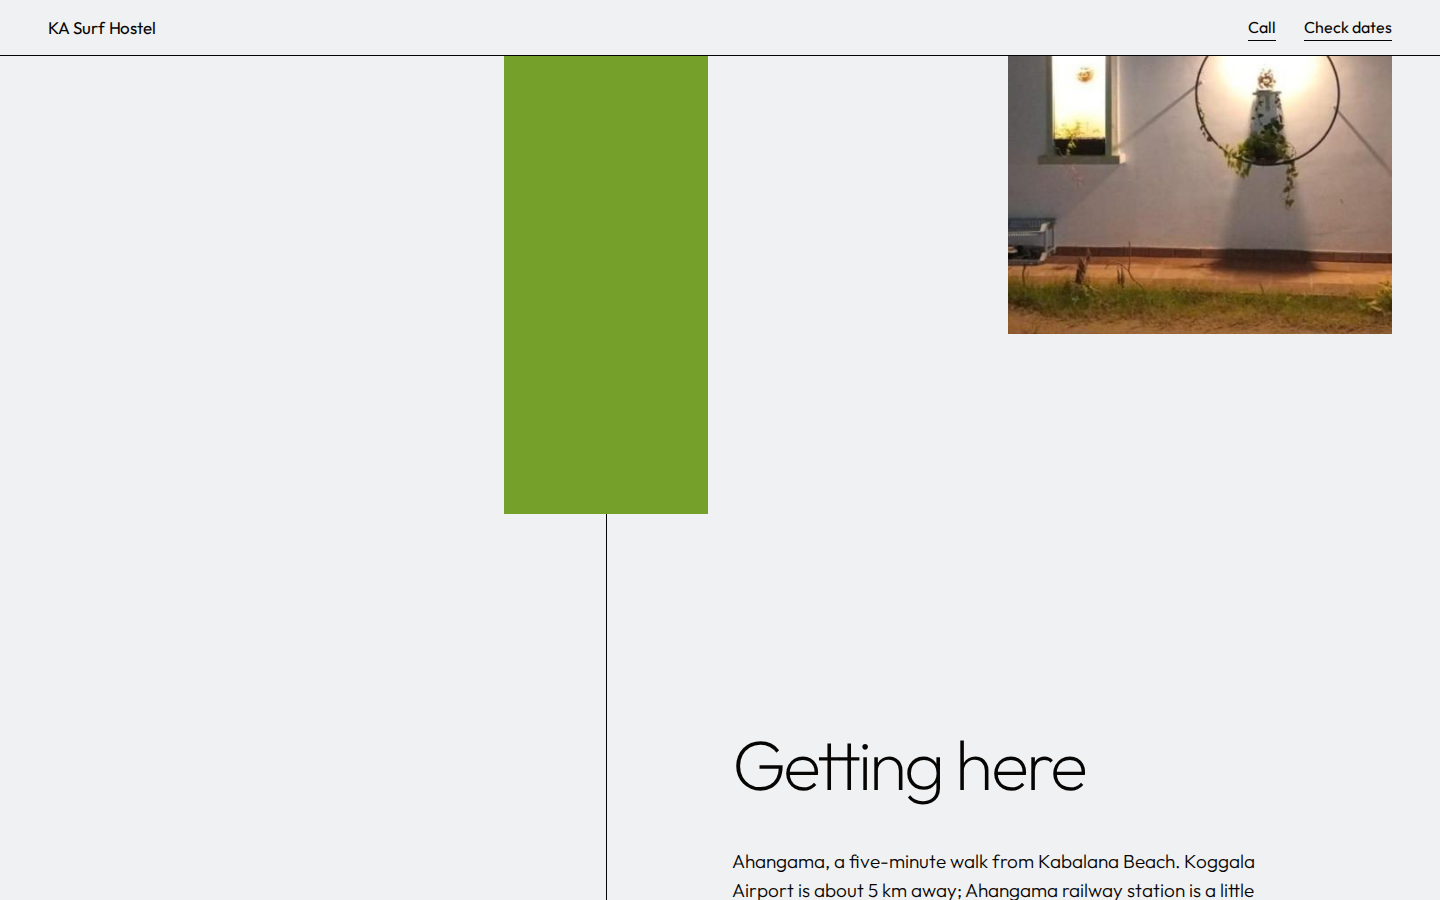 KA Surf Hostel
Call
Check dates
Getting here
Ahangama, a five-minute walk from Kabalana Beach. Koggala
Airport is about 5 km away; Ahangama railway station is a little